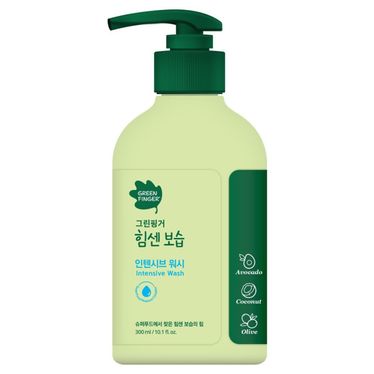 GREEN
FINGER
그린핑거
힘센 보습
인텐시브 워시
Intensive Wash
슈퍼푸드에서 찾은 힘센 보습의 힘
300 ml / 10.1 fl. oz.
Avocado
Coconut
Olive